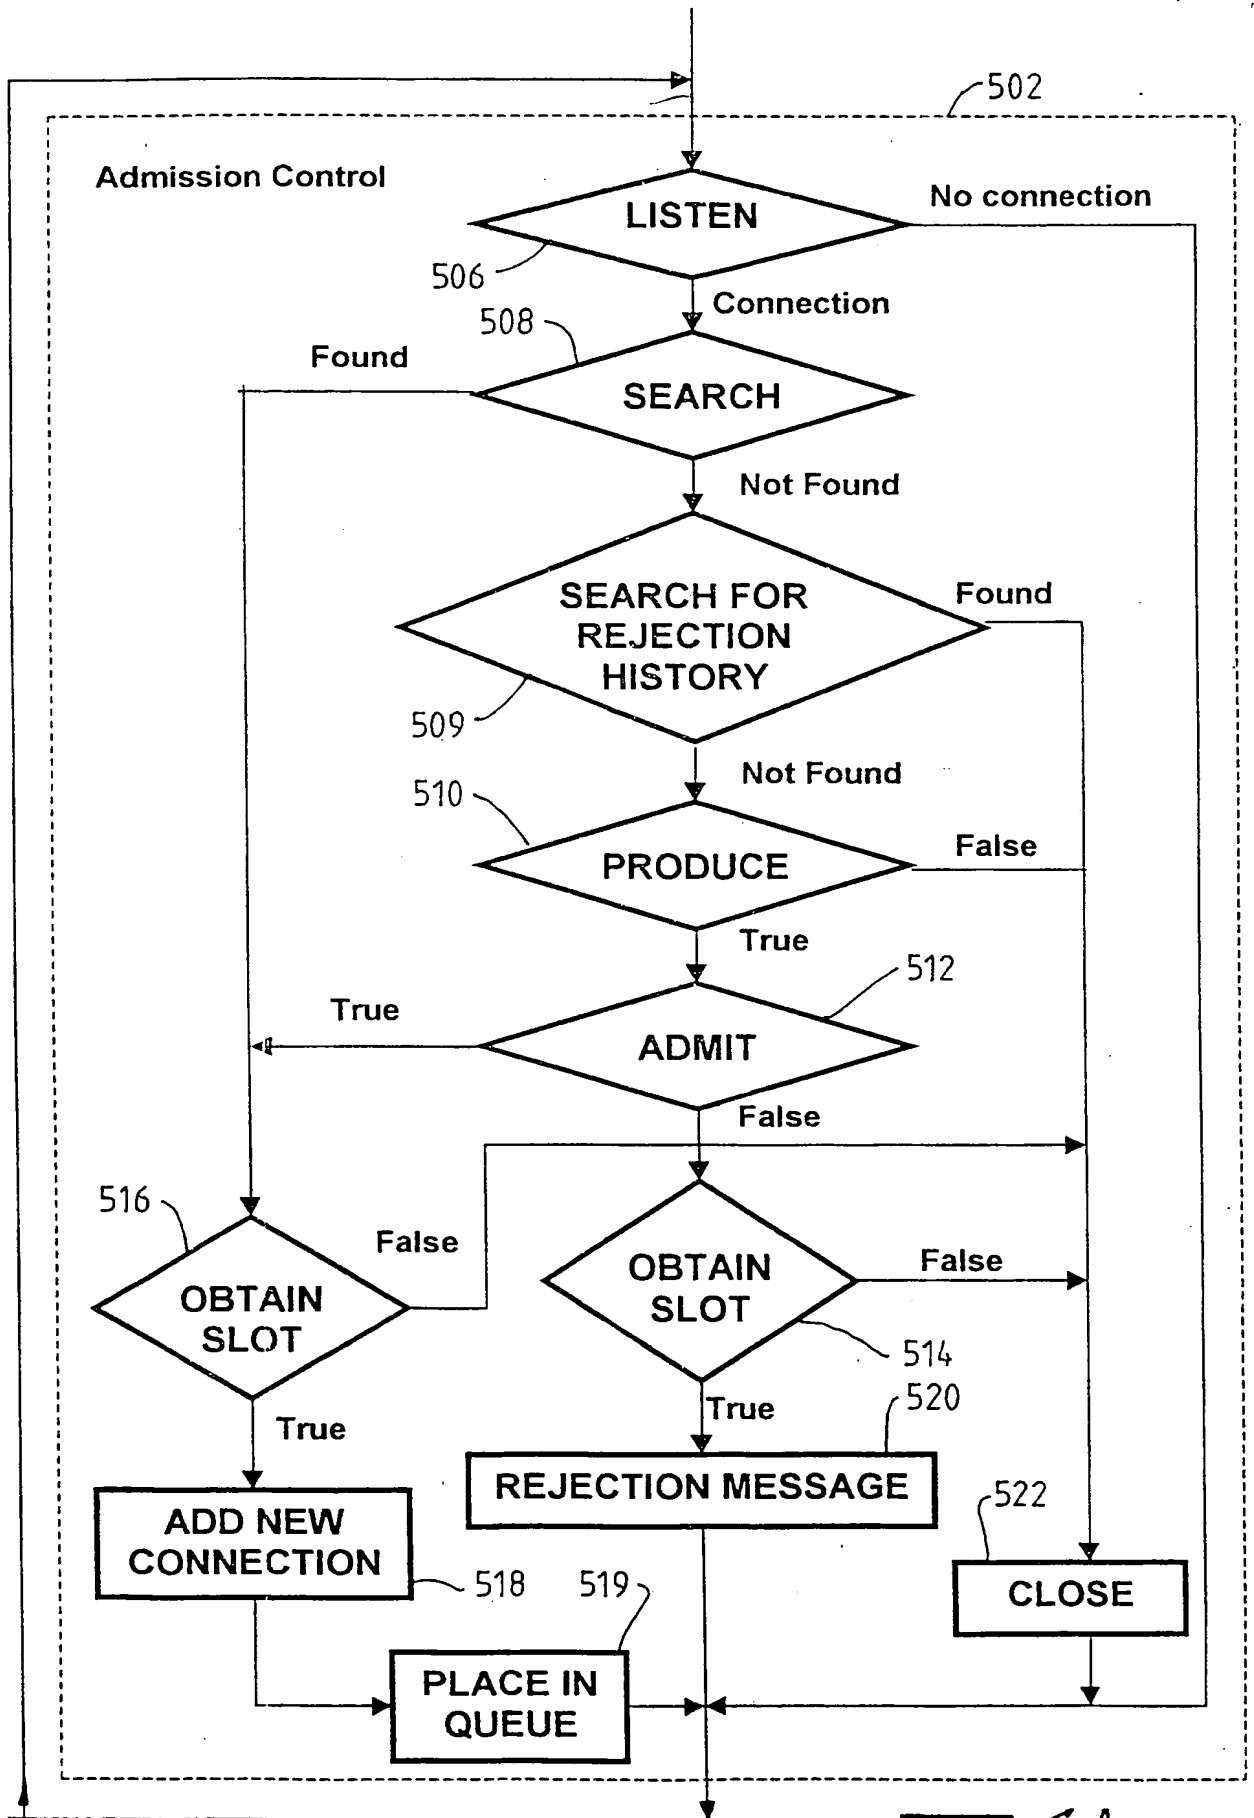 502
Admission Control
No connection
LISTEN
506
Connection
508
Found
SEARCH
Not Found
SEARCH FOR
REJECTION
HISTORY
Found
509
Not Found
510
PRODUCE
False
True
512
True
ADMIT
False
516
False
OBTAIN
SLOT
OBTAIN
SLOT
False
514
True
True
520
REJECTION MESSAGE
522
ADD NEW
CONNECTION
518
519
CLOSE
PLACE IN
QUEUE